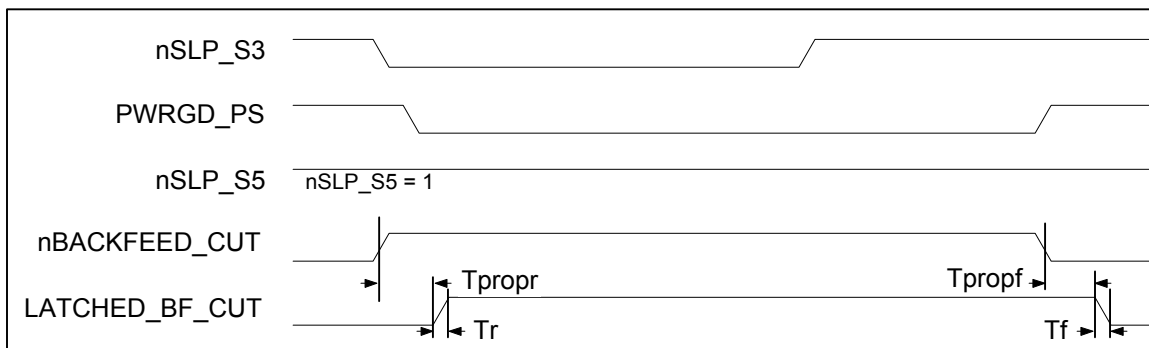 nSLP_S3
PWRGD_PS
nSLP_S5 nSLP_S5 = 1
nBACKFEED_CUT
Tpropr Tpropf
LATCHED_BF_CUT
Tr Tf